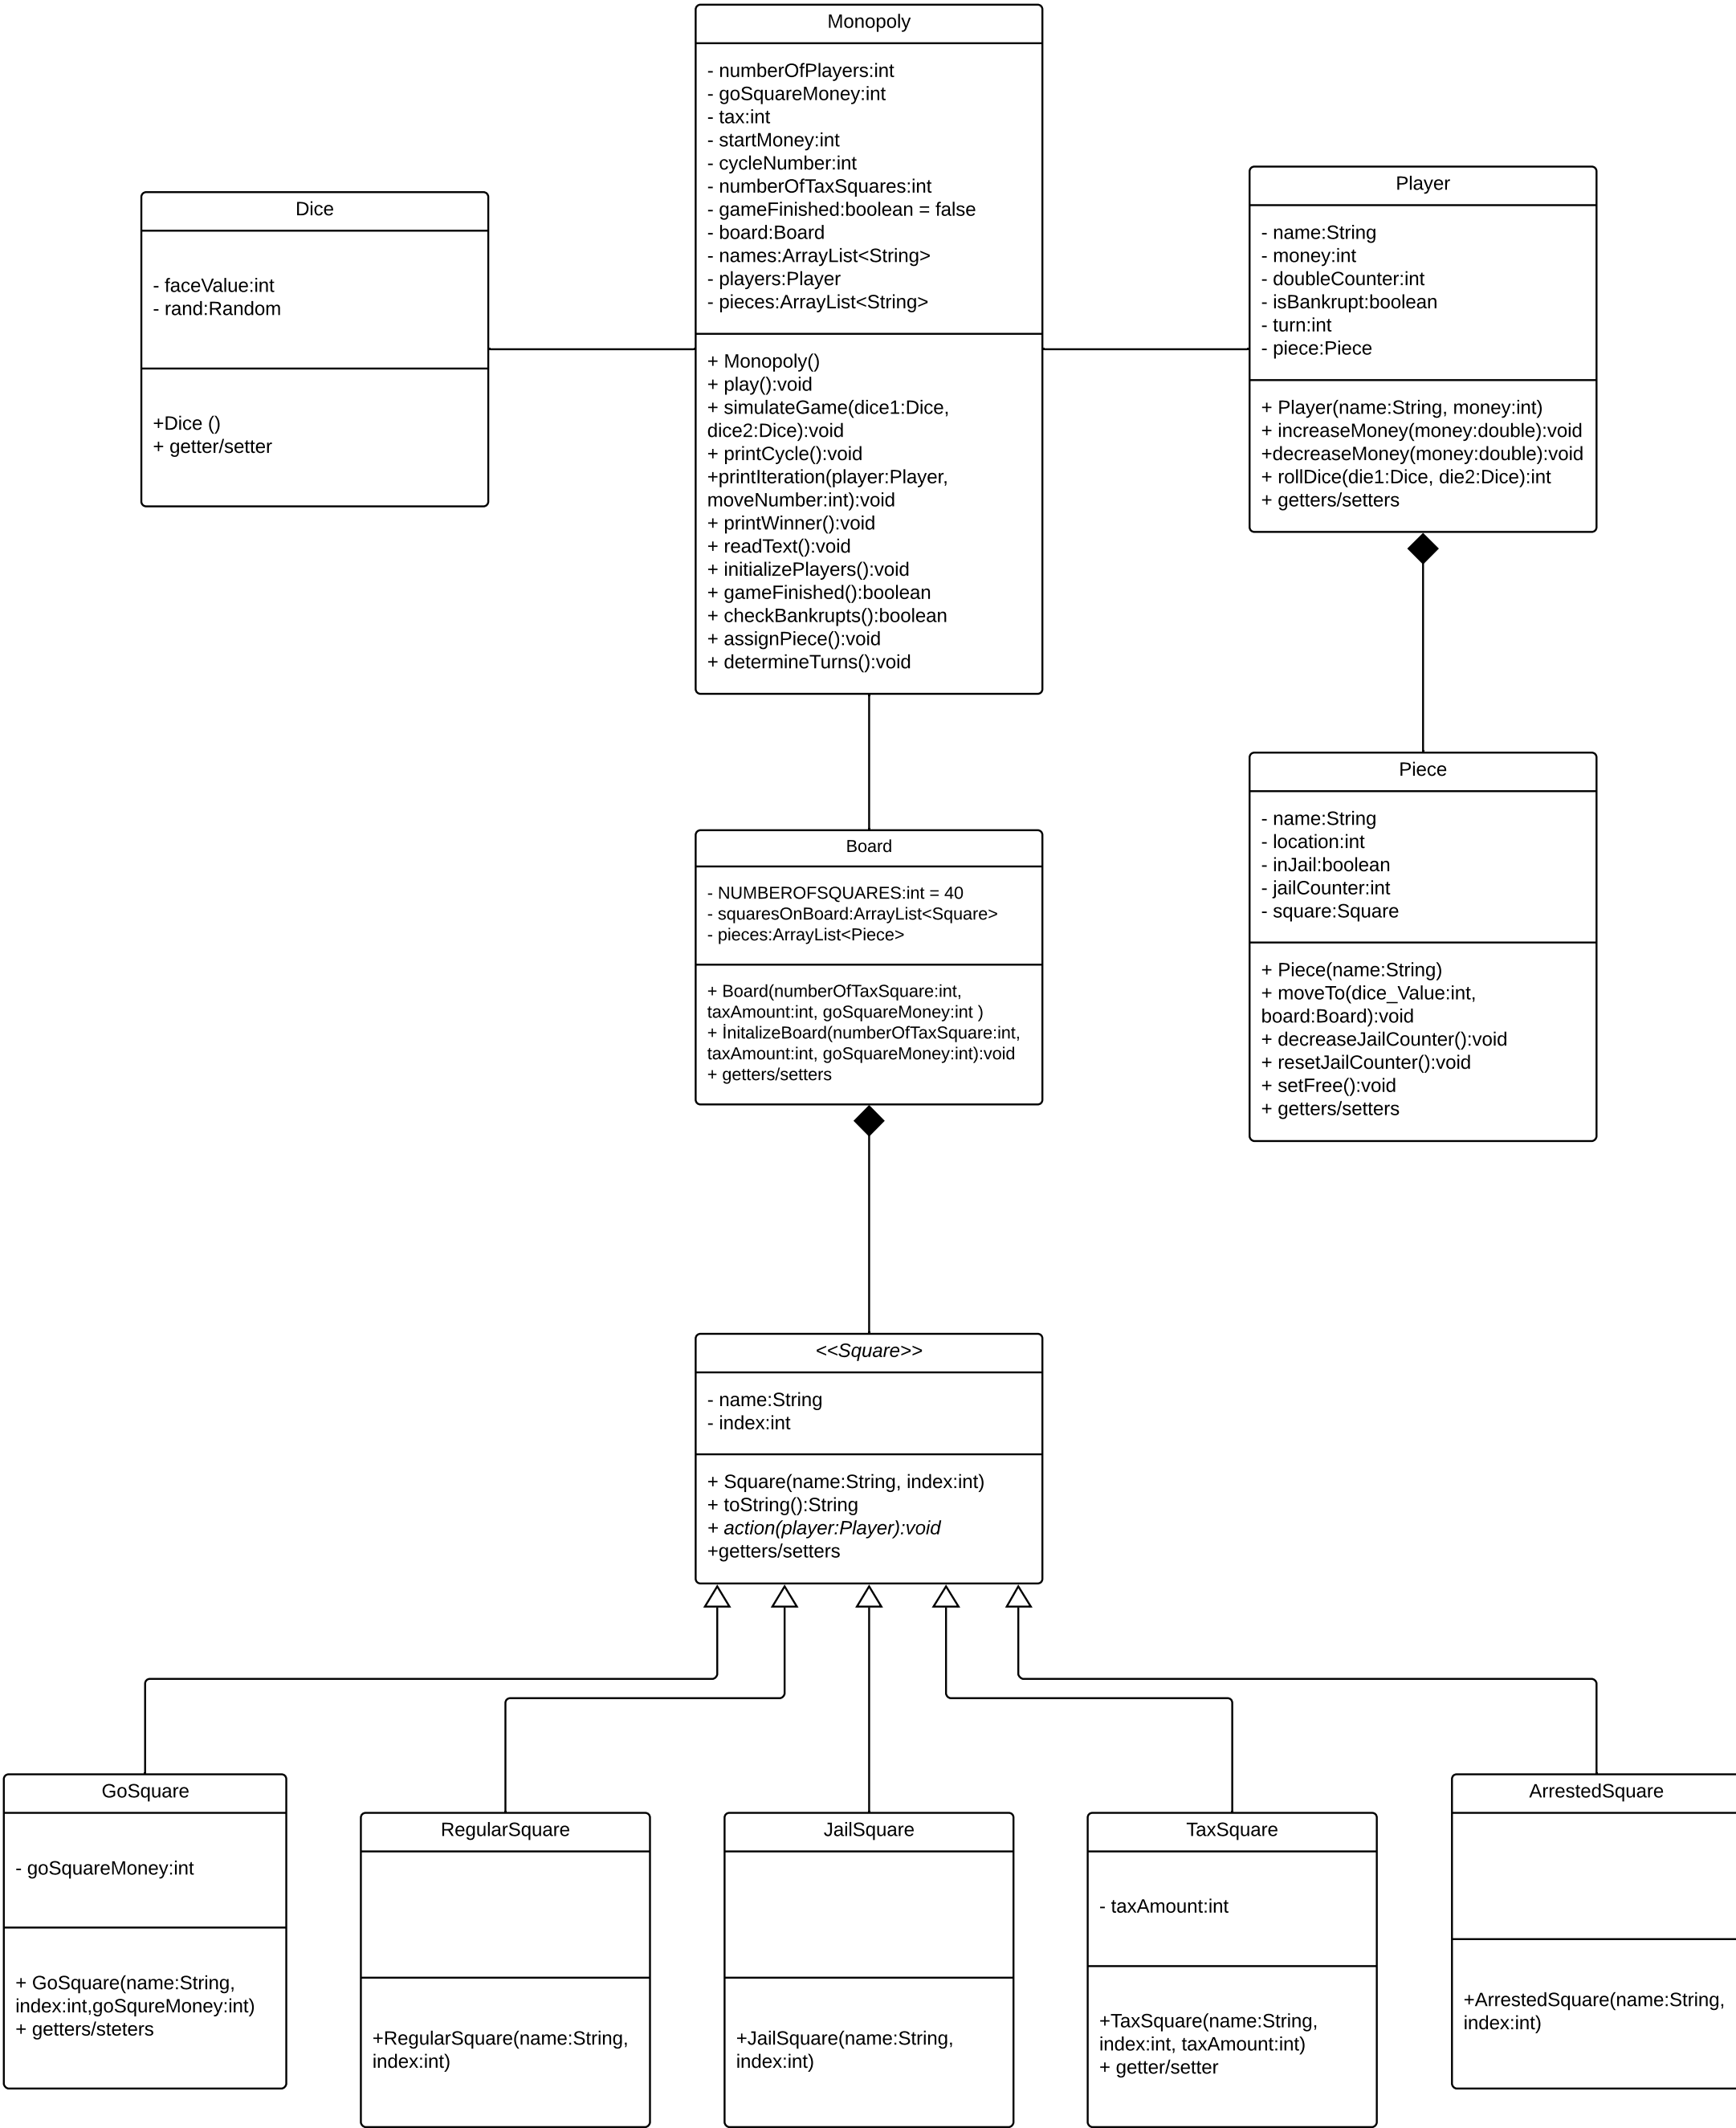 Monopoly
- numberOfPlayers:int
- goSquareMoney:int
- tax:int
- startMoney:int
- cycleNumber:int
- numberOfTaxSquares:int
- gameFinished:boolean = false
- board:Board
- names:ArrayList<String>
- players:Player
- pieces:ArrayList<String>
+ Monopoly()
+ play():void
+ simulateGame(dice1:Dice,
dice2:Dice):void
+ printCycle():void
+printIteration(player:Player,
moveNumber:int):void
+ printWinner():void
+ readText():void
+ initializePlayers():void
+ gameFinished():boolean
+ checkBankrupts():boolean
+ assignPiece():void
+ determineTurns():void
Dice
- faceValue:int
- rand:Random
+Dice ()
+ getter/setter
Player
- name:String
- money:int
- doubleCounter:int
- isBankrupt:boolean
- turn:int
- piece:Piece
+ Player(name:String, money:int)
+ increaseMoney(money:double):void
+decreaseMoney(money:double):void
+ rollDice(die1:Dice, die2:Dice):int
+ getters/setters
Piece
- name:String
- location:int
- inJail:boolean
- jailCounter:int
- square:Square
+ Piece(name:String)
+ moveTo(dice_Value:int,
board:Board):void
+ decreaseJailCounter():void
+ resetJailCounter():void
+ setFree():void
+ getters/setters
Board
- NUMBEROFSQUARES:int = 40
- squaresOnBoard:ArrayList<Square>
- pieces:ArrayList<Piece>
+ Board(numberOfTaxSquare:int,
taxAmount:int, goSquareMoney:int )
+ İnitalizeBoard(numberOfTaxSquare:int,
taxAmount:int, goSquareMoney:int):void
+ getters/setters
<<Square>>
- name:String
- index:int
+ Square(name:String, index:int)
+ toString():String
+ action(player:Player):void
+getters/setters
GoSquare
- goSquareMoney:int
+ GoSquare(name:String,
index:int,goSqureMoney:int)
+ getters/steters
RegularSquare
+RegularSquare(name:String,
index:int)
JailSquare
+JailSquare(name:String,
index:int)
TaxSquare
- taxAmount:int
+TaxSquare(name:String,
index:int, taxAmount:int)
+ getter/setter
ArrestedSquare
+ArrestedSquare(name:String,
index:int)